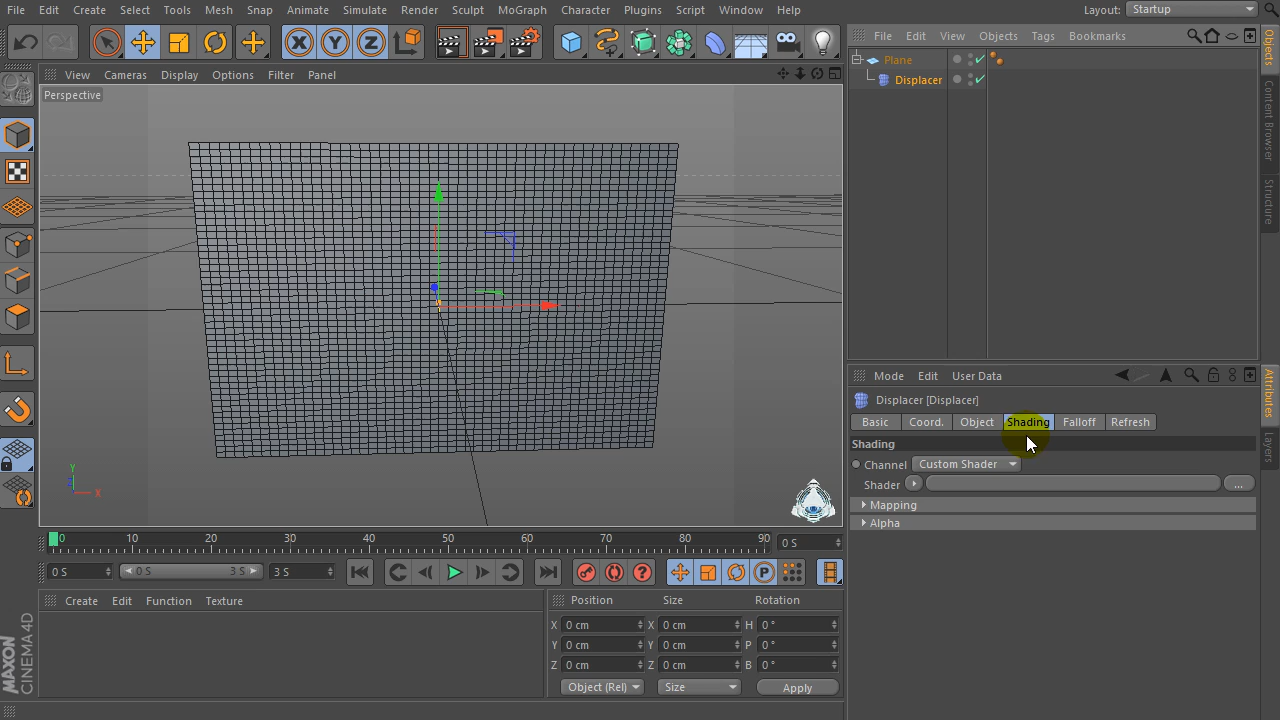 File Edit Create Select Tools Mesh Snap Animate Simulate Render Sculpt MoGraph Character Plugins Script Window Help Layout: Startup
X Y Z
File Edit View Objects Tags Bookmarks
View Cameras Display Options Filter Panel
Perspective
Plane
Displacer
Objects
Content Browser
Structure
Mode Edit User Data
Displacer [Displacer]
Basic Coord. Object Shading Falloff Refresh
Shading
Channel Custom Shader
Shader ...
Mapping
Alpha
Attributes
Layers
Y
Z
X
0 10 20 30 40 50 60 70 80 90 0 S
0 S 0 S 3 S 3 S
? P
Create Edit Function Texture
Position Size Rotation
X 0 cm X 0 cm H 0 °
Y 0 cm Y 0 cm P 0 °
Z 0 cm Z 0 cm B 0 °
Object (Rel) Size Apply
MAXON
CINEMA 4D